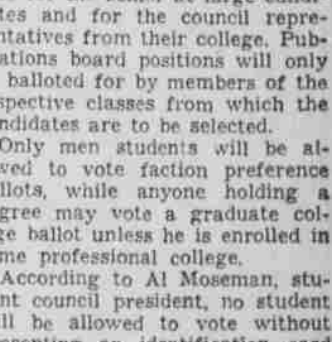 tes and for the council repre-
ntatives from their college. Pub-
ations board positions will only
balloted for by members of the
spective classes from which the
ndidates are to be selected.
Only men students will be al-
wed to vote faction preference
llots, while anyone holding a
gree may vote a graduate col-
ge ballot unless he is enrolled in
me professional college.
According to Al Moseman, stu-
nt council president, no student
ll be allowed to vote without